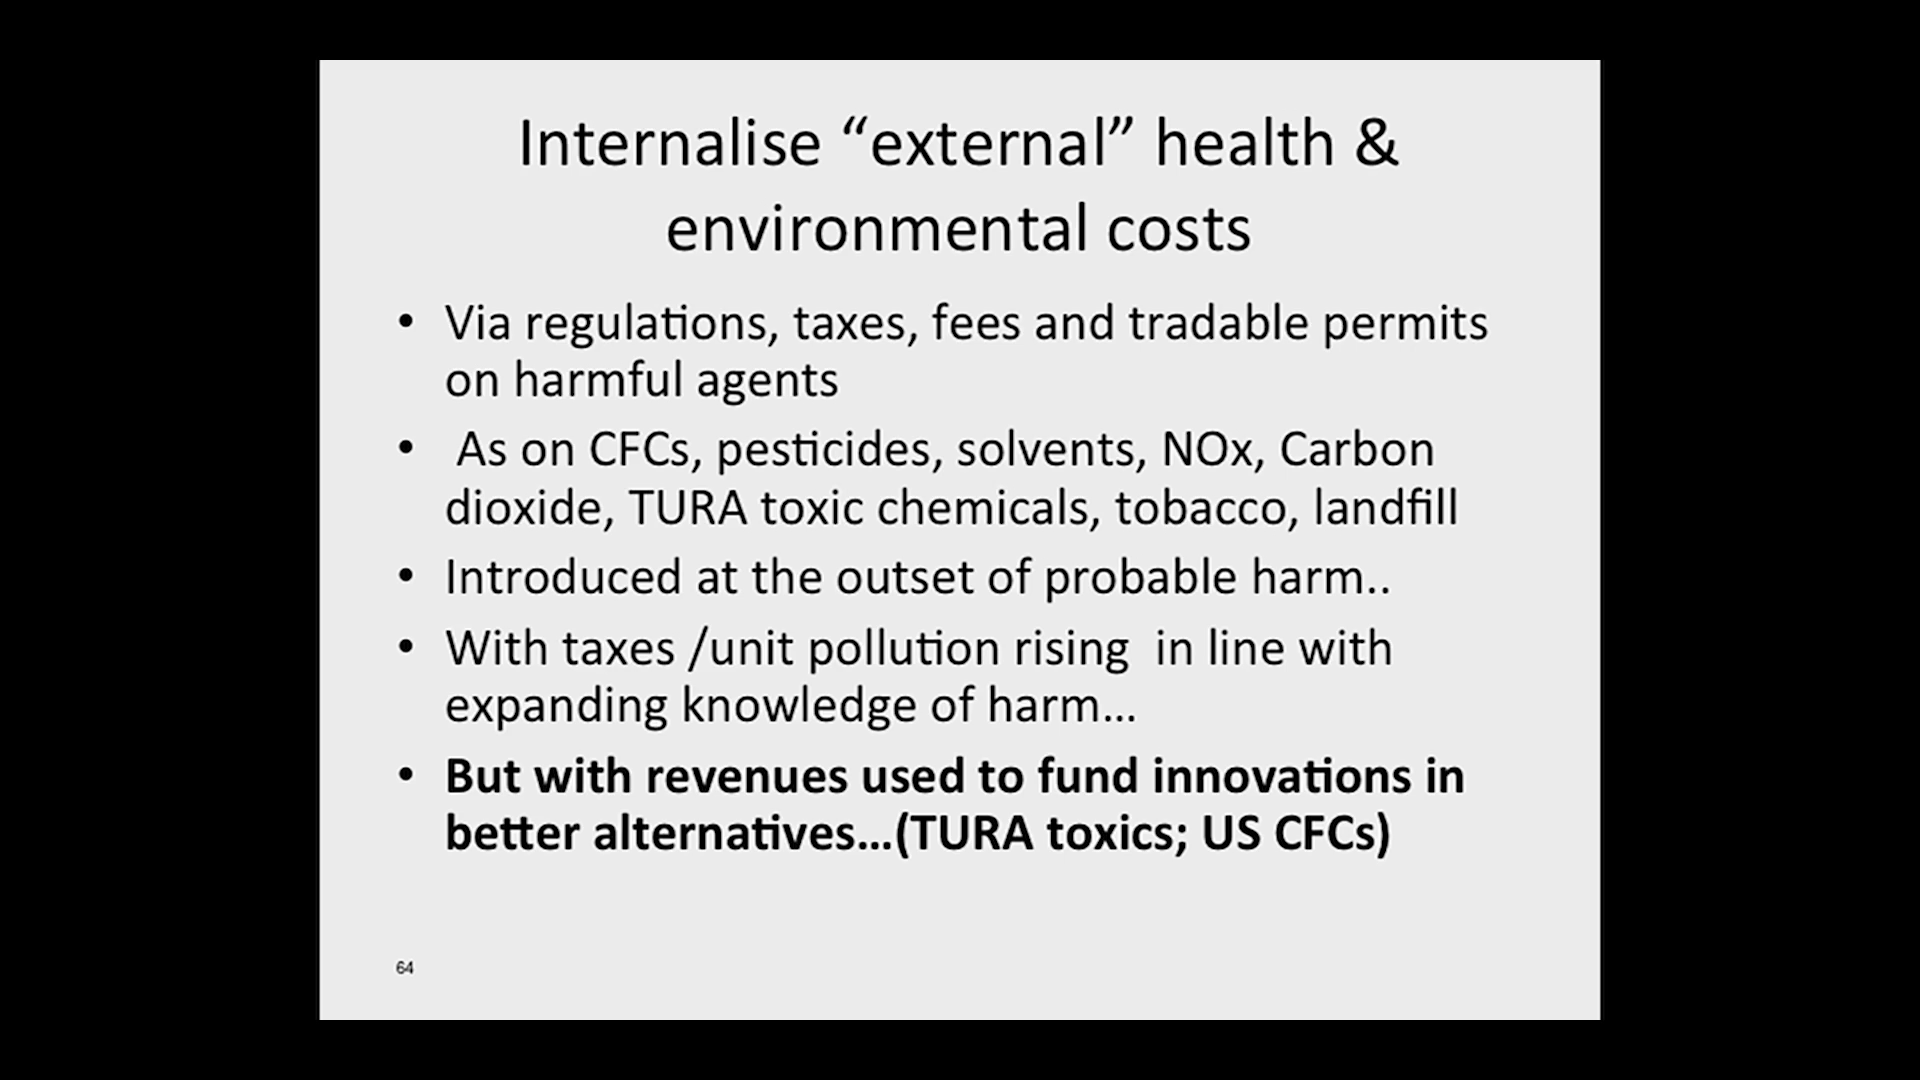 Internalise “external” health &
environmental costs
• Via regulations, taxes, fees and tradable permits
on harmful agents
• As on CFCs, pesticides, solvents, NOx, Carbon
dioxide, TURA toxic chemicals, tobacco, landfill
• Introduced at the outset of probable harm..
• With taxes /unit pollution rising  in line with
expanding knowledge of harm...
• But with revenues used to fund innovations in
better alternatives...(TURA toxics; US CFCs)
64